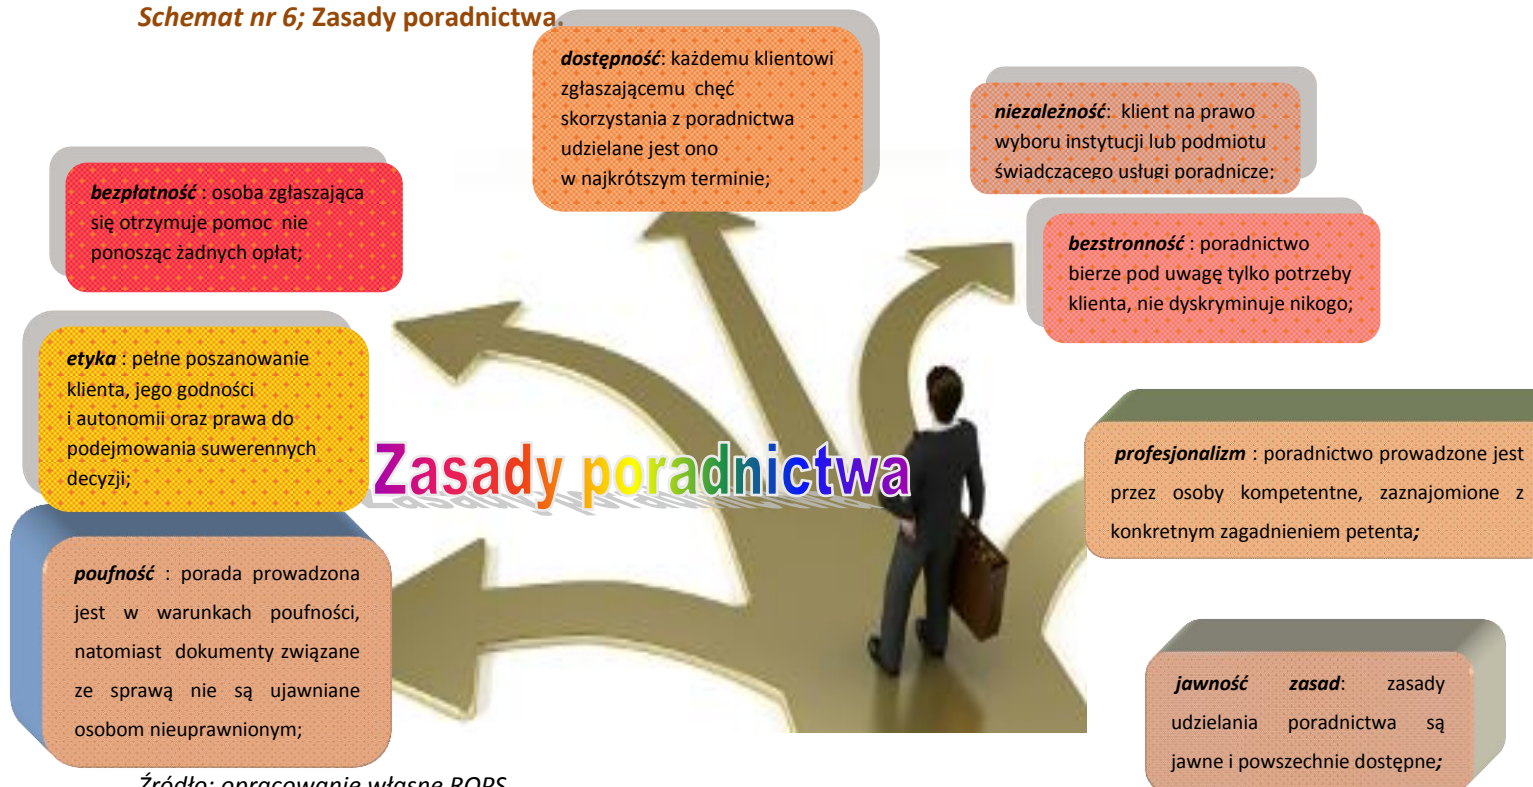 Schemat nr 6; Zasady poradnictwa.
dostępność: każdemu klientowi
zgłaszającemu chęć
skorzystania z poradnictwa
udzielane jest ono
w najkrótszym terminie;
niezależność: klient na prawo
wyboru instytucji lub podmiotu
świadczącego usługi poradnicze;
bezpłatność : osoba zgłaszająca
się otrzymuje pomoc nie
ponosząc żadnych opłat;
bezstronność : poradnictwo
bierze pod uwagę tylko potrzeby
klienta, nie dyskryminuje nikogo;
etyka : pełne poszanowanie
klienta, jego godności
i autonomii oraz prawa do
podejmowania suwerennych
decyzji;
Zasady poradnictwa
profesjonalizm : poradnictwo prowadzone jest
przez osoby kompetentne, zaznajomione z
konkretnym zagadnieniem petenta;
poufność : porada prowadzona
jest w warunkach poufności,
natomiast dokumenty związane
ze sprawą nie są ujawniane
osobom nieuprawnionym;
jawność zasad: zasady
udzielania poradnictwa są
jawne i powszechnie dostępne;
Źródło: opracowanie własne ROPS